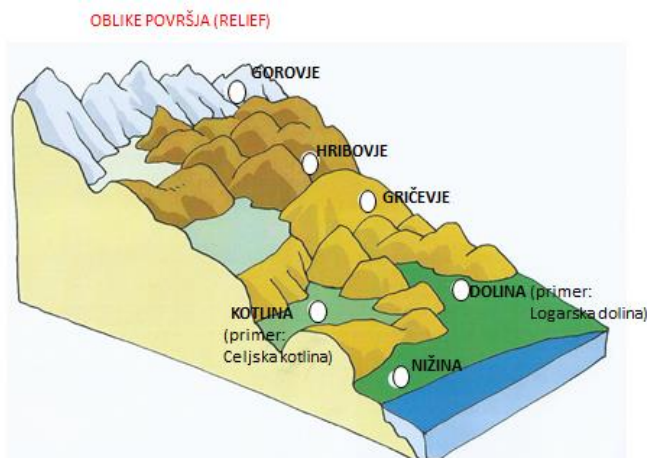 OBLIKE POVRŠJA (RELIEF)
GOROVJE
HRIBOVJE
GRIČEVJE
DOLINA (primer:
Logarska dolina)
KOTLINA
(primer:
Celjska kotlina)
NIŽINA